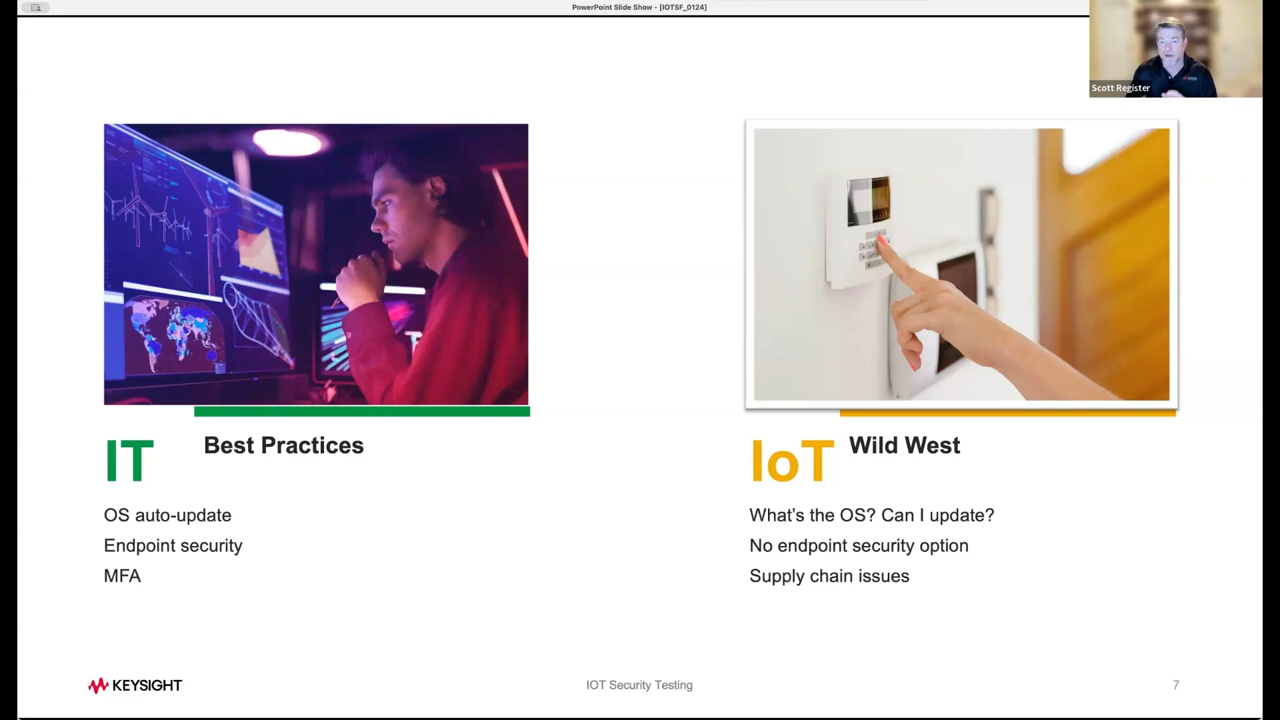 PowerPoint Slide Show - [IOTSF_0124]
Scott Register
IT
Best Practices
OS auto-update
Endpoint security
MFA
IoT
Wild West
What's the OS? Can I update?
No endpoint security option
Supply chain issues
KEYSIGHT
IOT Security Testing
7